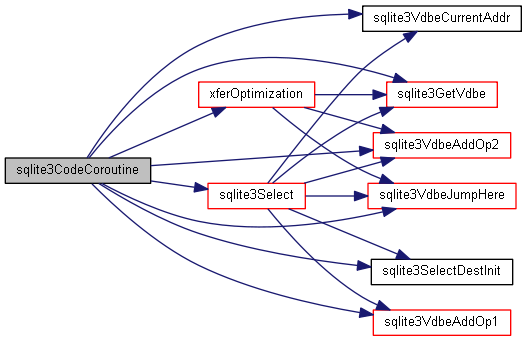 sqlite3VdbeCurrentAddr
xferOptimization
sqlite3GetVdbe
sqlite3VdbeAddOp2
sqlite3CodeCoroutine
sqlite3Select
sqlite3VdbeJumpHere
sqlite3SelectDestInit
sqlite3VdbeAddOp1